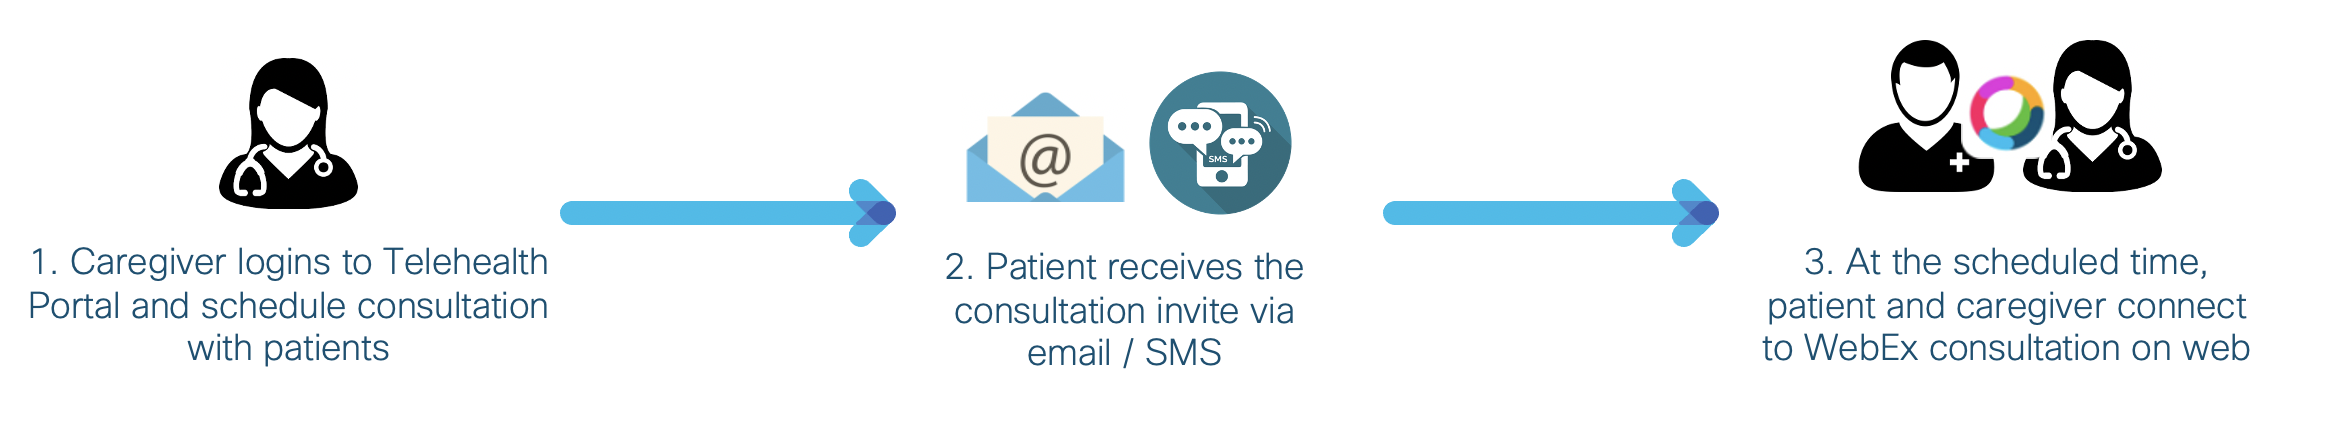 1. Caregiver logins to Telehealth
Portal and schedule consultation
with patients
@
SMS
2. Patient receives the
consultation invite via
email / SMS
3. At the scheduled time,
patient and caregiver connect
to WebEx consultation on web